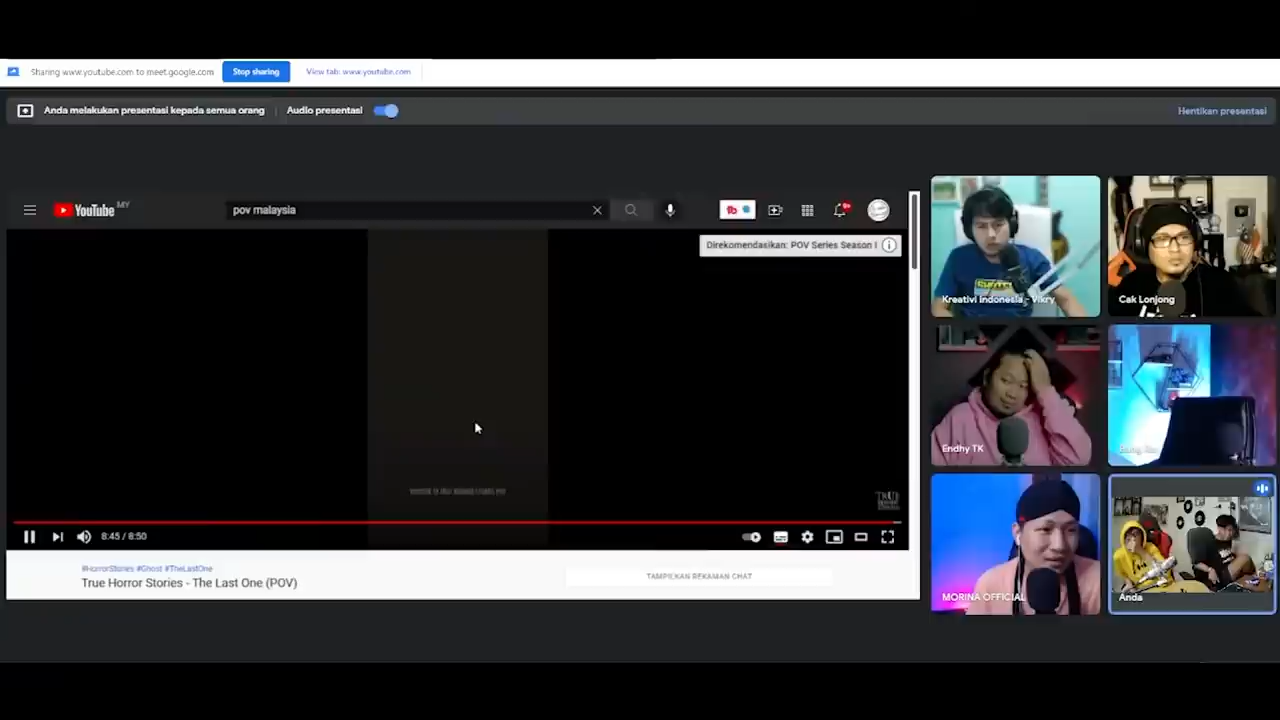 Sharing www.youtube.com to meet.google.com Stop sharing View tab: www.youtube.com
Anda melakukan presentasi kepada semua orang Audio presentasi Hentikan presentasi
YouTube MY pov malaysia 9+
Direkomendasikan: POV Series Season I
Kreativi Indonesia - Vikry
Cak Lonjong
Endhy TK
TRUE
8:45 / 8:50
#HorrorStories #Ghost #TheLastOne
True Horror Stories - The Last One (POV)
TAMPILKAN REKAMAN CHAT
MORINA OFFICIAL
Anda